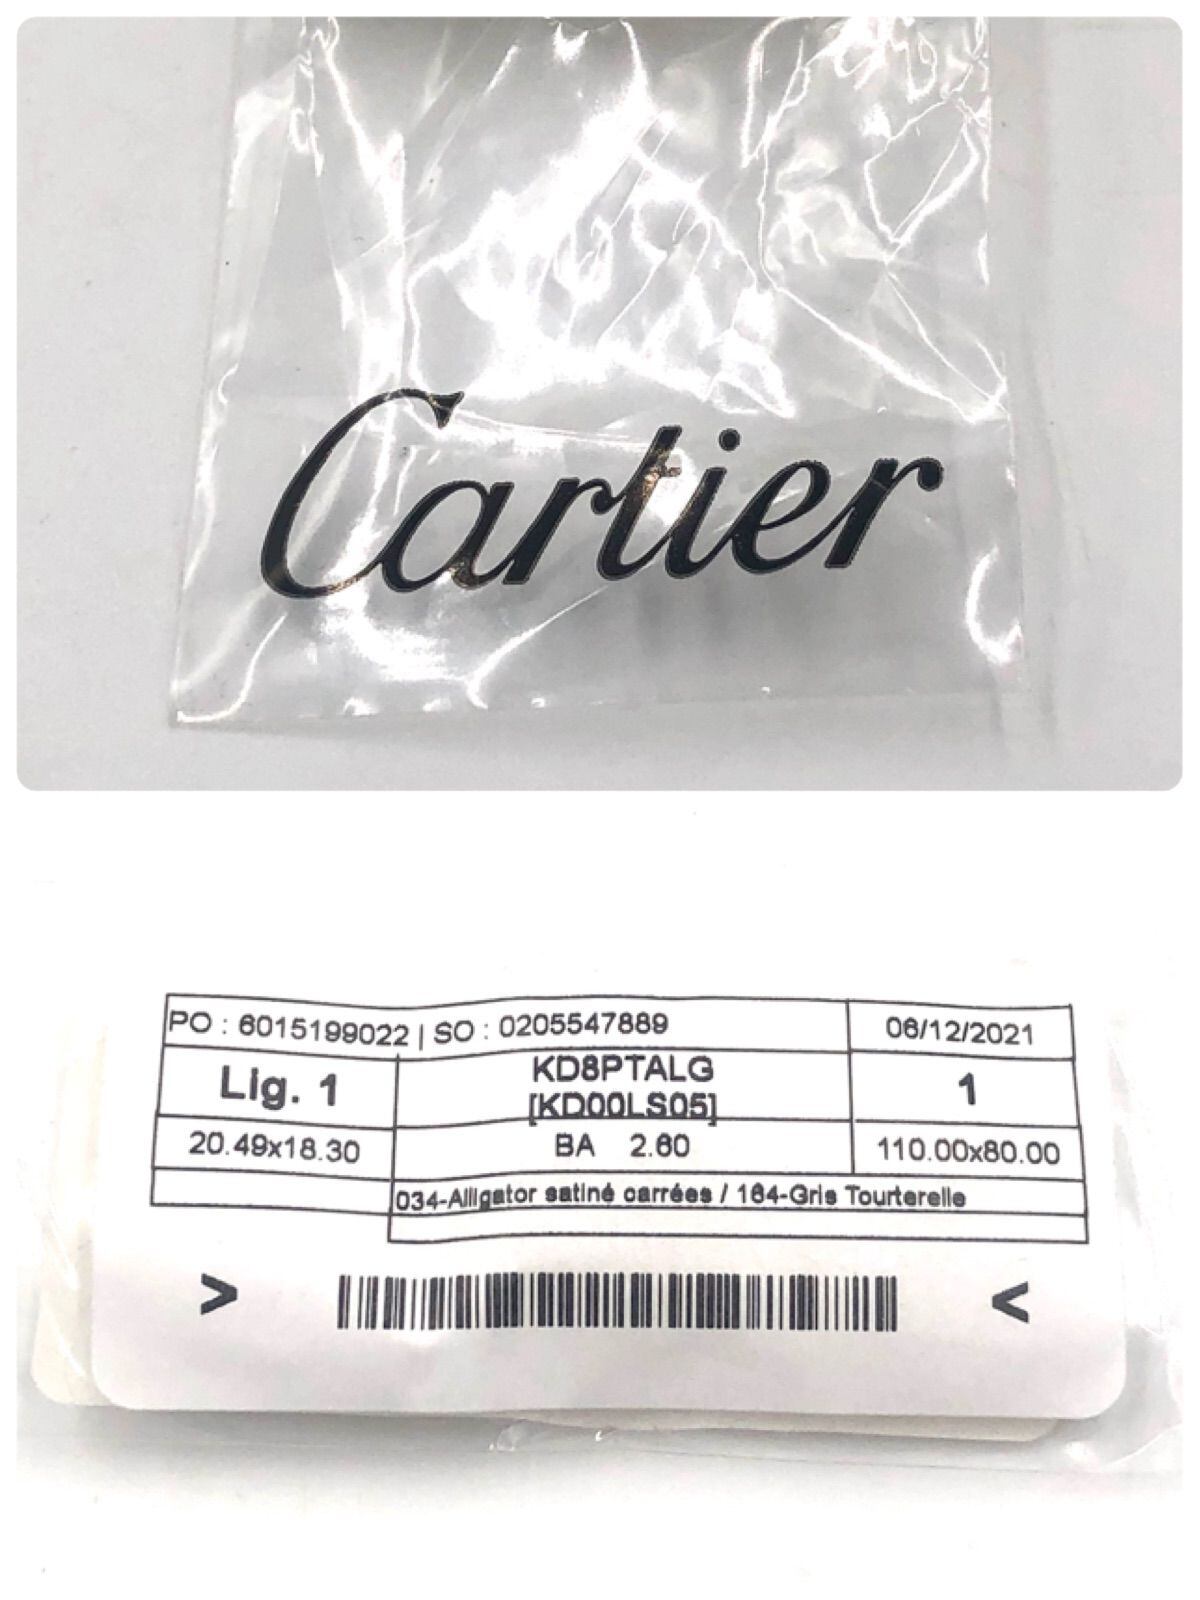 Cartier
PO : 6015199022 | SO : 0205547889
06/12/2021
Lig. 1
KD8PTALG
[KD00LS05]
1
20.49x18.30
BA 2.60
110.00x80.00
034-Alligator satiné carrées / 164-Gris Tourterelle
> <